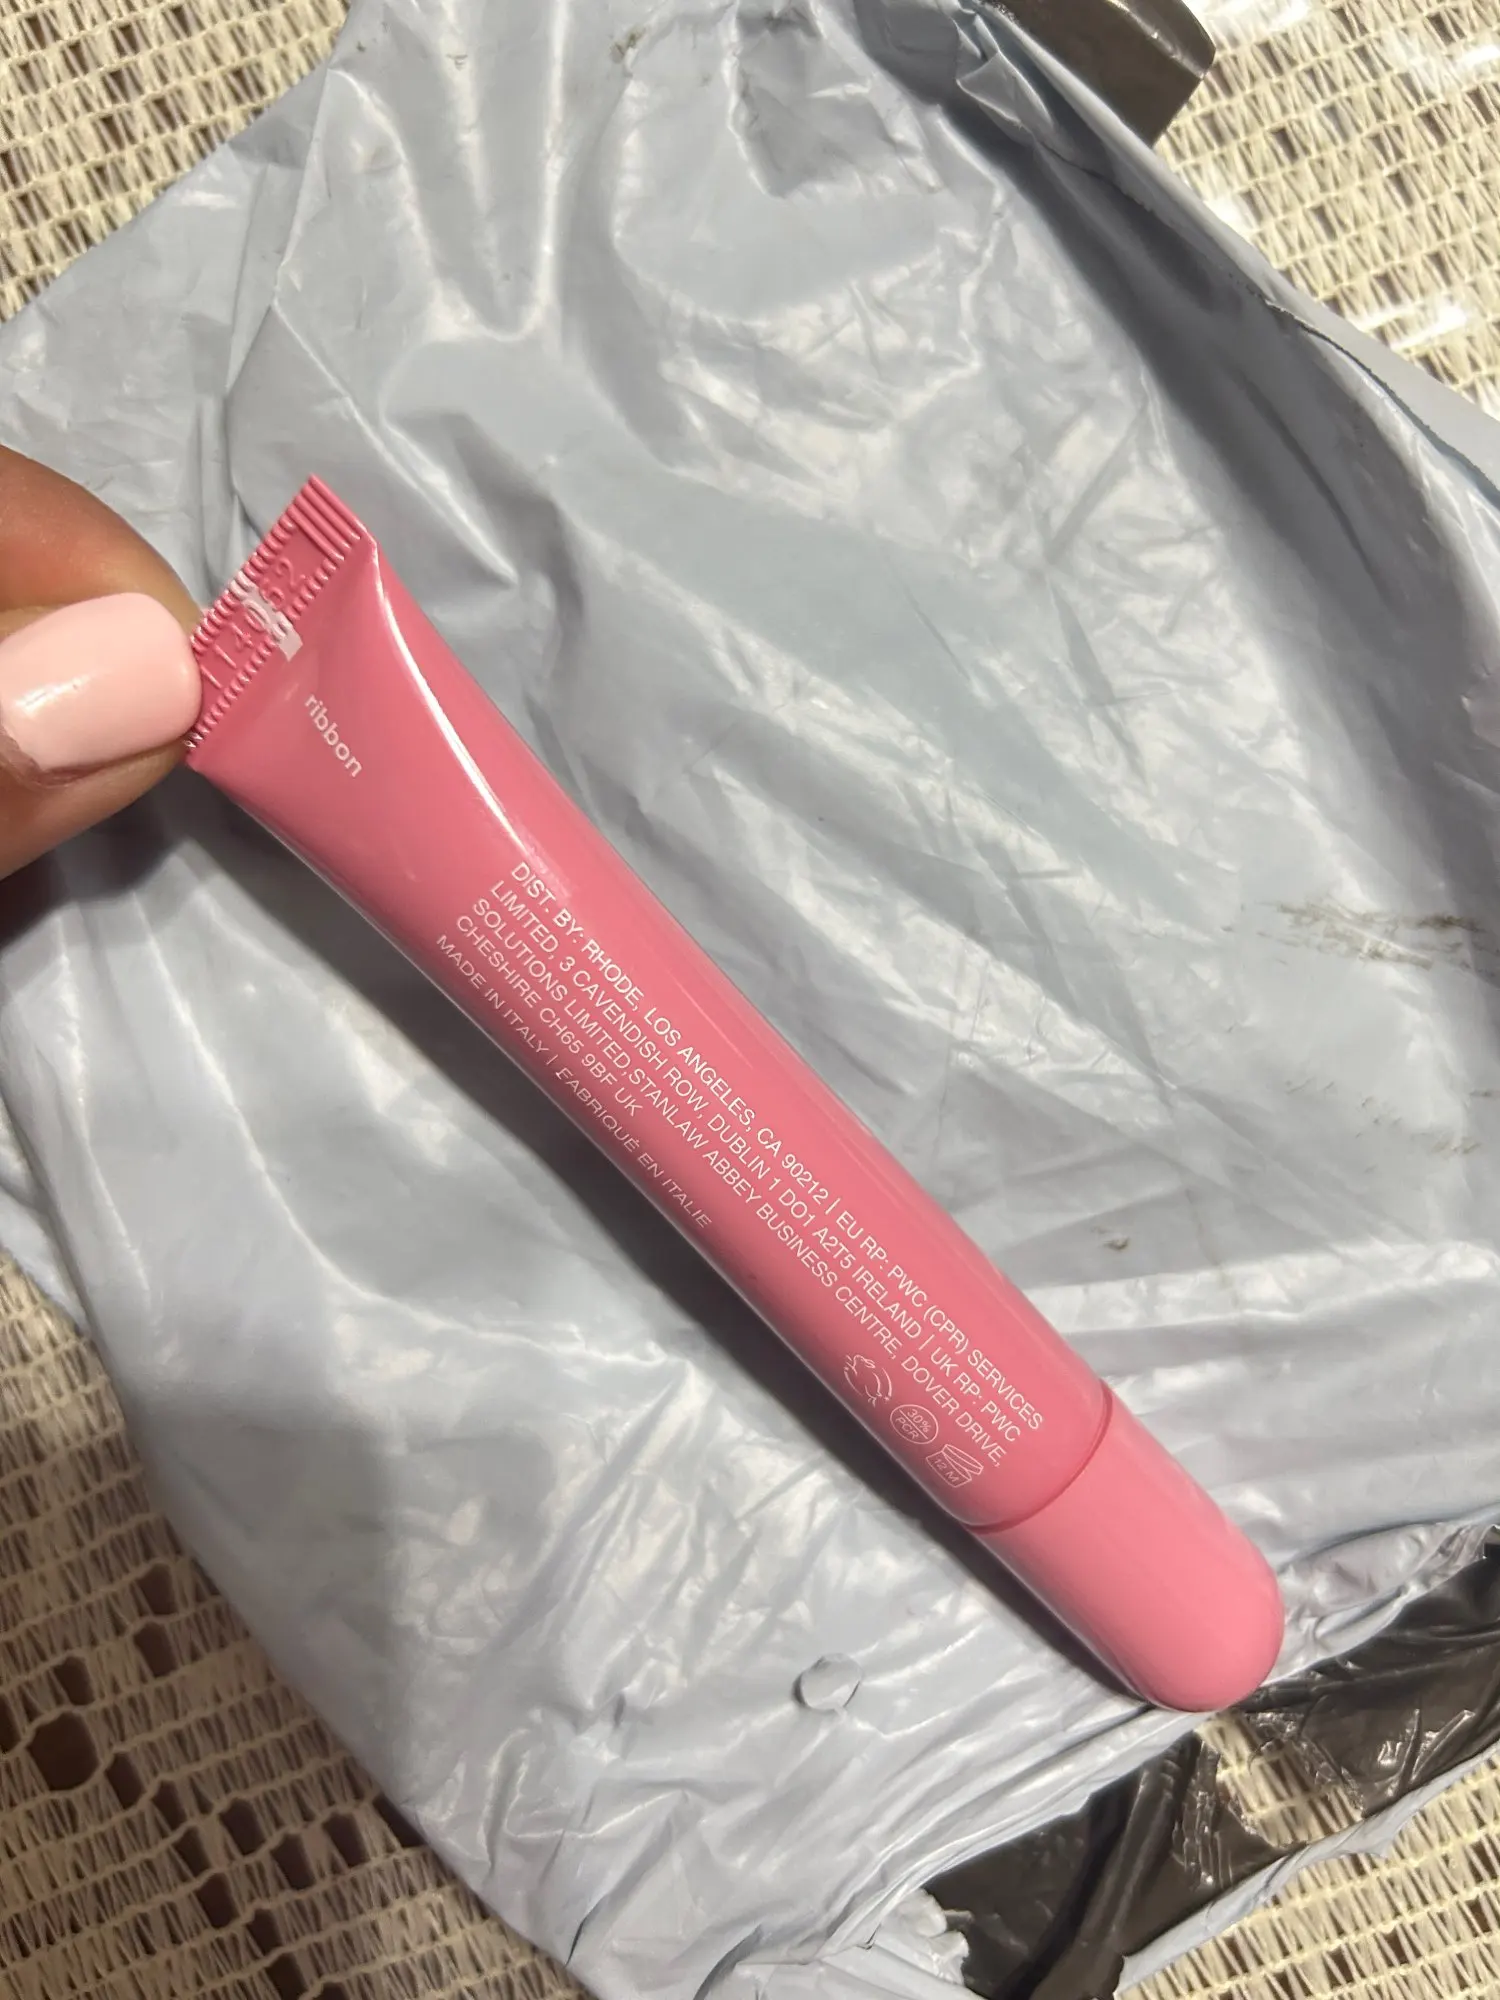 ribbon
DIST. BY: RHODE, LOS ANGELES, CA 90212 | EU RP: PWC (CPR) SERVICES
LIMITED, 3 CAVENDISH ROW, DUBLIN 1 DO1 A2T5 IRELAND | UK RP: PWC
SOLUTIONS LIMITED,STANLAW ABBEY BUSINESS CENTRE, DOVER DRIVE,
CHESHIRE CH65 9BF UK
MADE IN ITALY | FABRIQUÉ EN ITALIE
30%
PCR
12 M